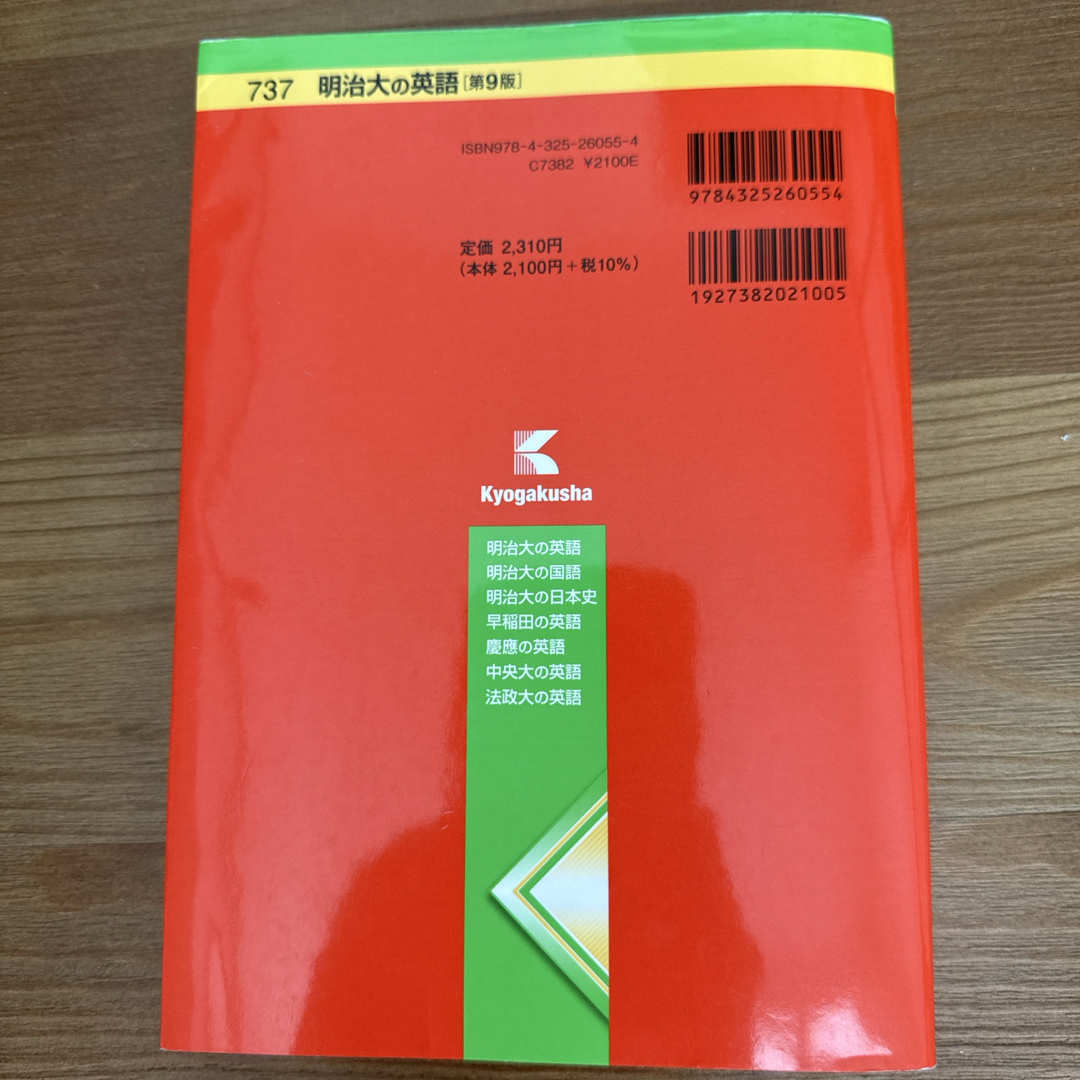 737 明治大の英語[第9版]
ISBN978-4-325-26055-4
C7382 ¥2100E
9784325260554
定価 2,310円
(本体 2,100円+税10%)
1927382021005
Kyogakusha
明治大の英語
明治大の国語
明治大の日本史
早稲田の英語
慶應の英語
中央大の英語
法政大の英語